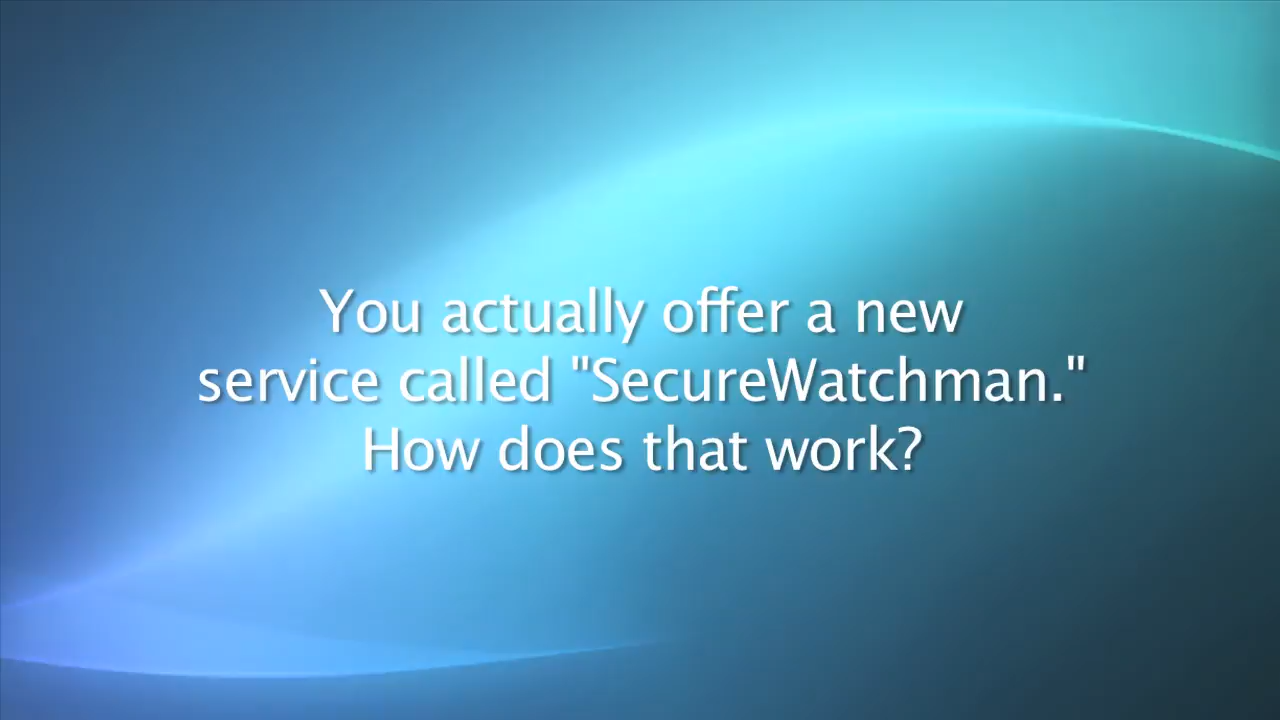 You actually offer a new
service called "SecureWatchman."
How does that work?